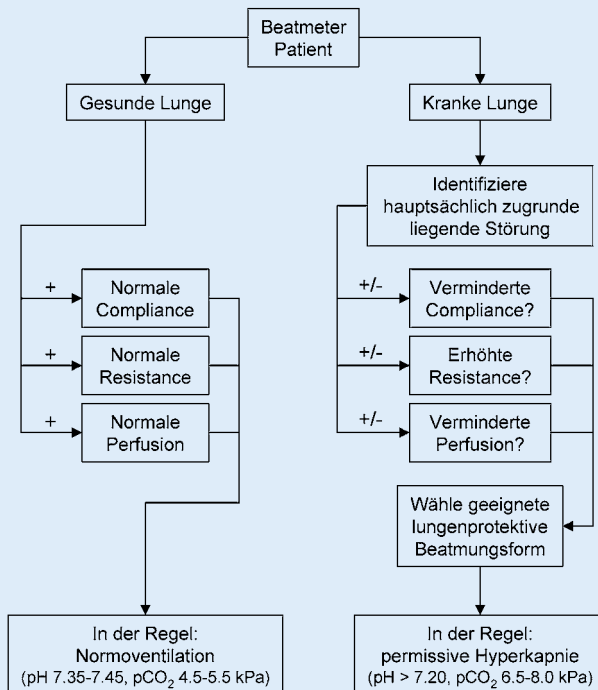 Beatmeter
Patient
Gesunde Lunge
Kranke Lunge
Identifiziere
hauptsächlich zugrunde
liegende Störung
+
Normale
Compliance
+
Normale
Resistance
+
Normale
Perfusion
+/-
Verminderte
Compliance?
+/-
Erhöhte
Resistance?
+/-
Verminderte
Perfusion?
Wähle geeignete
lungenprotektive
Beatmungsform
In der Regel:
Normoventilation
(pH 7.35-7.45, pCO₂ 4.5-5.5 kPa)
In der Regel:
permissive Hyperkapnie
(pH > 7.20, pCO₂ 6.5-8.0 kPa)